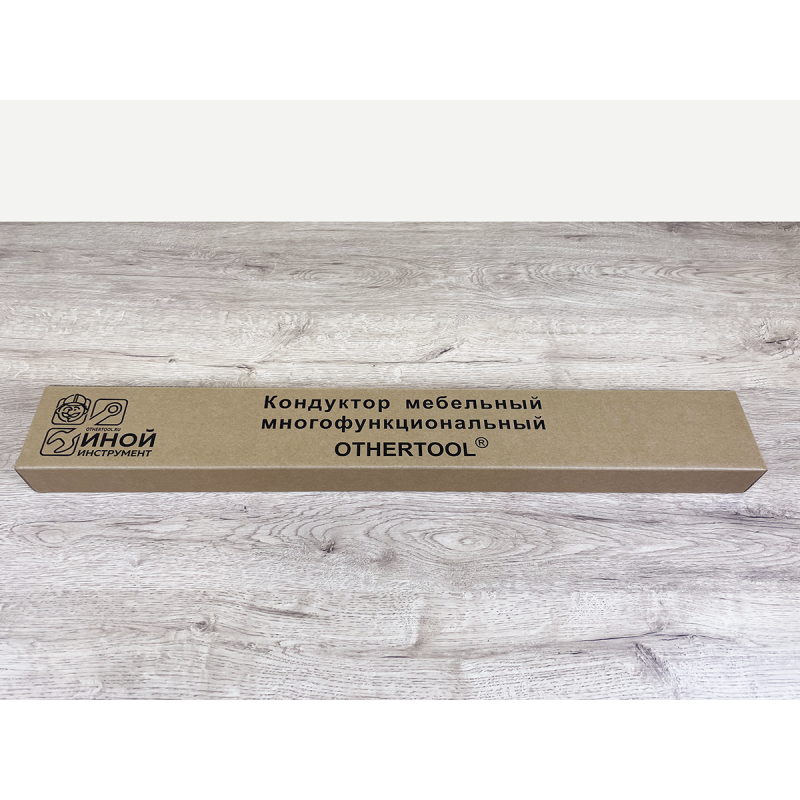 OTHERTOOL.RU
ИНОЙ
ИНСТРУМЕНТ
Кондуктор мебельный
многофункциональный
OTHERTOOL®